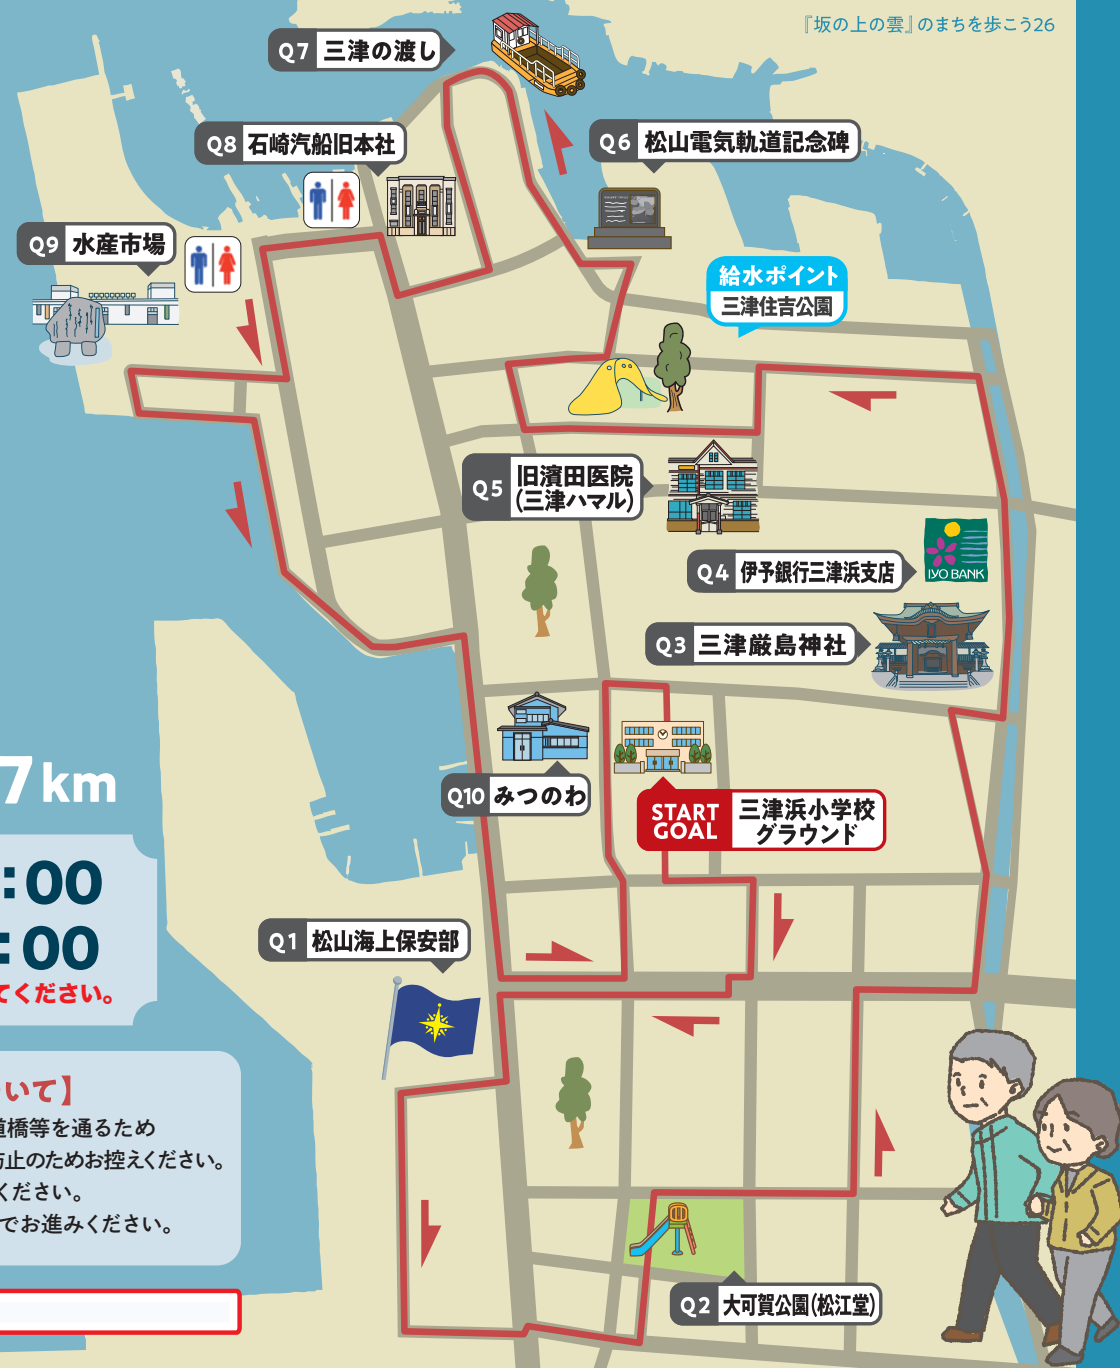 『坂の上の雲』のまちを歩こう26
Q7 三津の渡し
Q6 松山電気軌道記念碑
Q8 石崎汽船旧本社
Q9 水産市場
給水ポイント
三津住吉公園
Q5 旧濱田医院
(三津ハマル)
Q4 伊予銀行三津浜支店
IYO BANK
Q3 三津厳島神社
7km
Q10 みつのわ
START
GOAL
三津浜小学校
グラウンド
:00
:00
てください。
Q1 松山海上保安部
いて】
道橋等を通るため
防止のためお控えください。
ください。
でお進みください。
Q2 大可賀公園(松江堂)